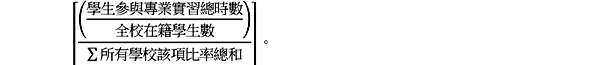 學生參與專業實習總時數
全校在籍學生數
∑所有學校該項比率總和
。